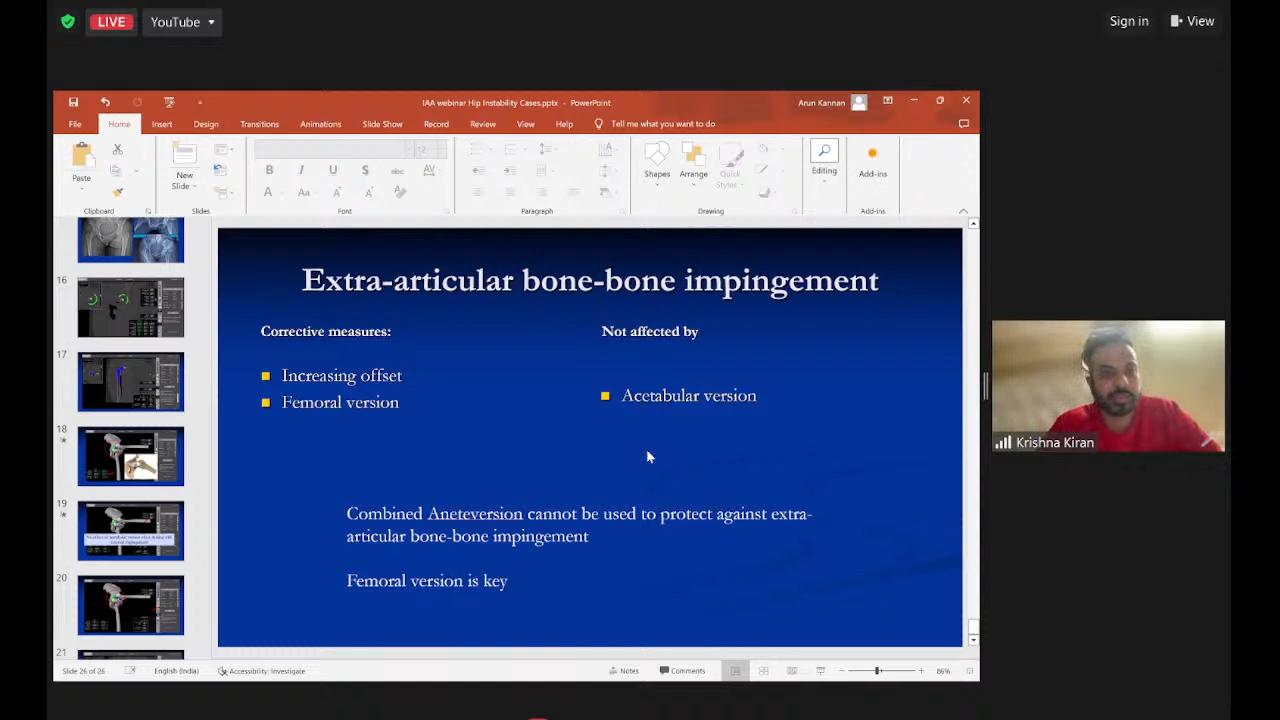 LIVE
YouTube
Sign in
View
IAA webinar Hip Instability Cases.pptx - PowerPoint
Arun Kannan
File
Home
Insert
Design
Transitions
Animations
Slide Show
Record
Review
View
Help
Tell me what you want to do
Paste
New
Slide
Shapes
Arrange
Quick
Styles
Editing
Add-ins
Clipboard
Slides
Font
Paragraph
Drawing
Add-ins
16
17
18
19
20
21
Extra-articular bone-bone impingement
Corrective measures:
Not affected by
Increasing offset
Femoral version
Acetabular version
Combined Aneteversion cannot be used to protect against extra-
articular bone-bone impingement
Femoral version is key
Krishna Kiran
Slide 26 of 26
English (India)
Accessibility: Investigate
Notes
Comments
86%